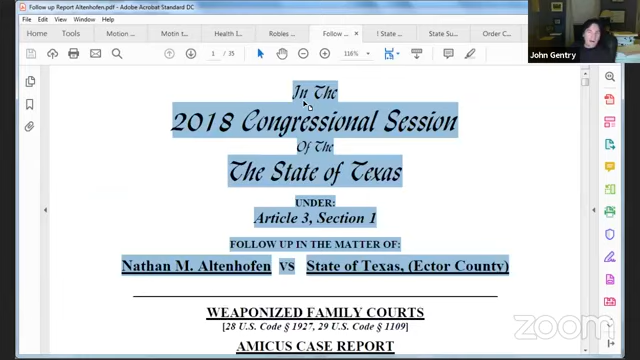 Follow up Report Altenhofen.pdf - Adobe Acrobat Standard DC
File Edit View Window Help
Home Tools Motion ... Motin t... Health I... Robles ... Follow ... × ! State ... State Su... Order C...
1 / 35 116%
John Gentry
In The
2018 Congressional Session
Of The
The State of Texas
UNDER:
Article 3, Section 1
FOLLOW UP IN THE MATTER OF:
Nathan M. Altenhofen VS State of Texas, (Ector County)
WEAPONIZED FAMILY COURTS
[28 U.S. Code § 1927, 29 U.S. Code § 1109]
AMICUS CASE REPORT
zoom